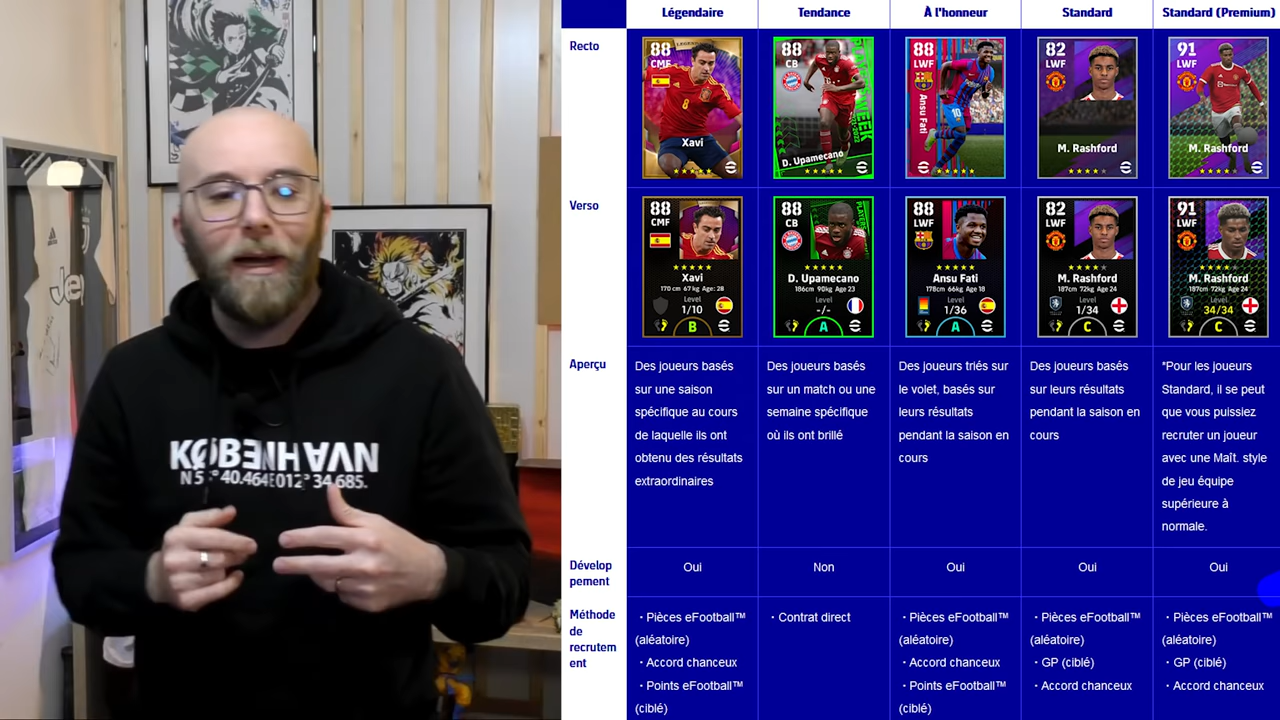 Légendaire
Tendance
À l'honneur
Standard
Standard (Premium)
Recto
88
CMF
8
Xavi
88
CB
D. Upamecano
88
LWF
Ansu Fati
10
82
LWF
M. Rashford
91
LWF
M. Rashford
Verso
88
CMF
Xavi
170 cm 67 kg Age: 28
Level
1/10
B
88
CB
D. Upamecano
186cm 90kg Age 23
Level
-/-
A
88
LWF
Ansu Fati
178cm 66kg Age 18
Level
1/36
A
82
LWF
M. Rashford
187cm 72kg Age 24
Level
1/34
C
91
LWF
M. Rashford
187cm 72kg Age 24
Level
34/34
C
Aperçu
Des joueurs basés
sur une saison
spécifique au cours
de laquelle ils ont
obtenu des résultats
extraordinaires
Des joueurs basés
sur un match ou une
semaine spécifique
où ils ont brillé
Des joueurs triés sur
le volet, basés sur
leurs résultats
pendant la saison en
cours
Des joueurs basés
sur leurs résultats
pendant la saison en
cours
*Pour les joueurs
Standard, il se peut
que vous puissiez
recruter un joueur
avec une Maît. style
de jeu équipe
supérieure à
normale.
Dévelop
pement
Oui
Non
Oui
Oui
Oui
Méthode
de
recrutem
ent
・Pièces eFootball™
(aléatoire)
・Accord chanceux
・Points eFootball™
(ciblé)
・Contrat direct
・Pièces eFootball™
(aléatoire)
・Accord chanceux
・Points eFootball™
(ciblé)
・Pièces eFootball™
(aléatoire)
・GP (ciblé)
・Accord chanceux
・Pièces eFootball™
(aléatoire)
・GP (ciblé)
・Accord chanceux
KØBENHAVN
Jeep